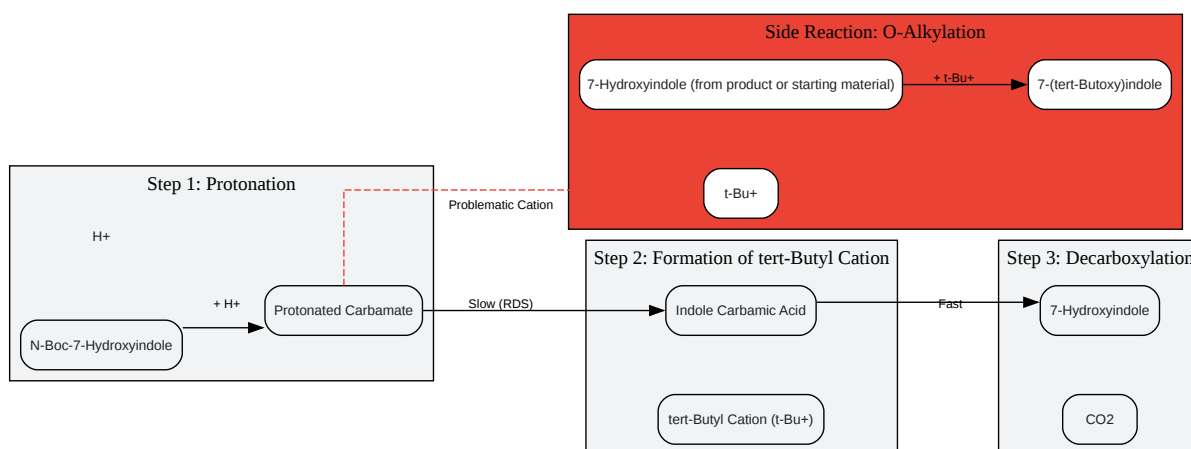 Side Reaction: O-Alkylation
7-Hydroxyindole (from product or starting material)
+ t-Bu+
7-(tert-Butoxy)indole
t-Bu+
Problematic Cation
Step 1: Protonation
H+
+ H+
N-Boc-7-Hydroxyindole
Protonated Carbamate
Slow (RDS)
Step 2: Formation of tert-Butyl Cation
Indole Carbamic Acid
tert-Butyl Cation (t-Bu+)
Fast
Step 3: Decarboxylation
7-Hydroxyindole
CO2